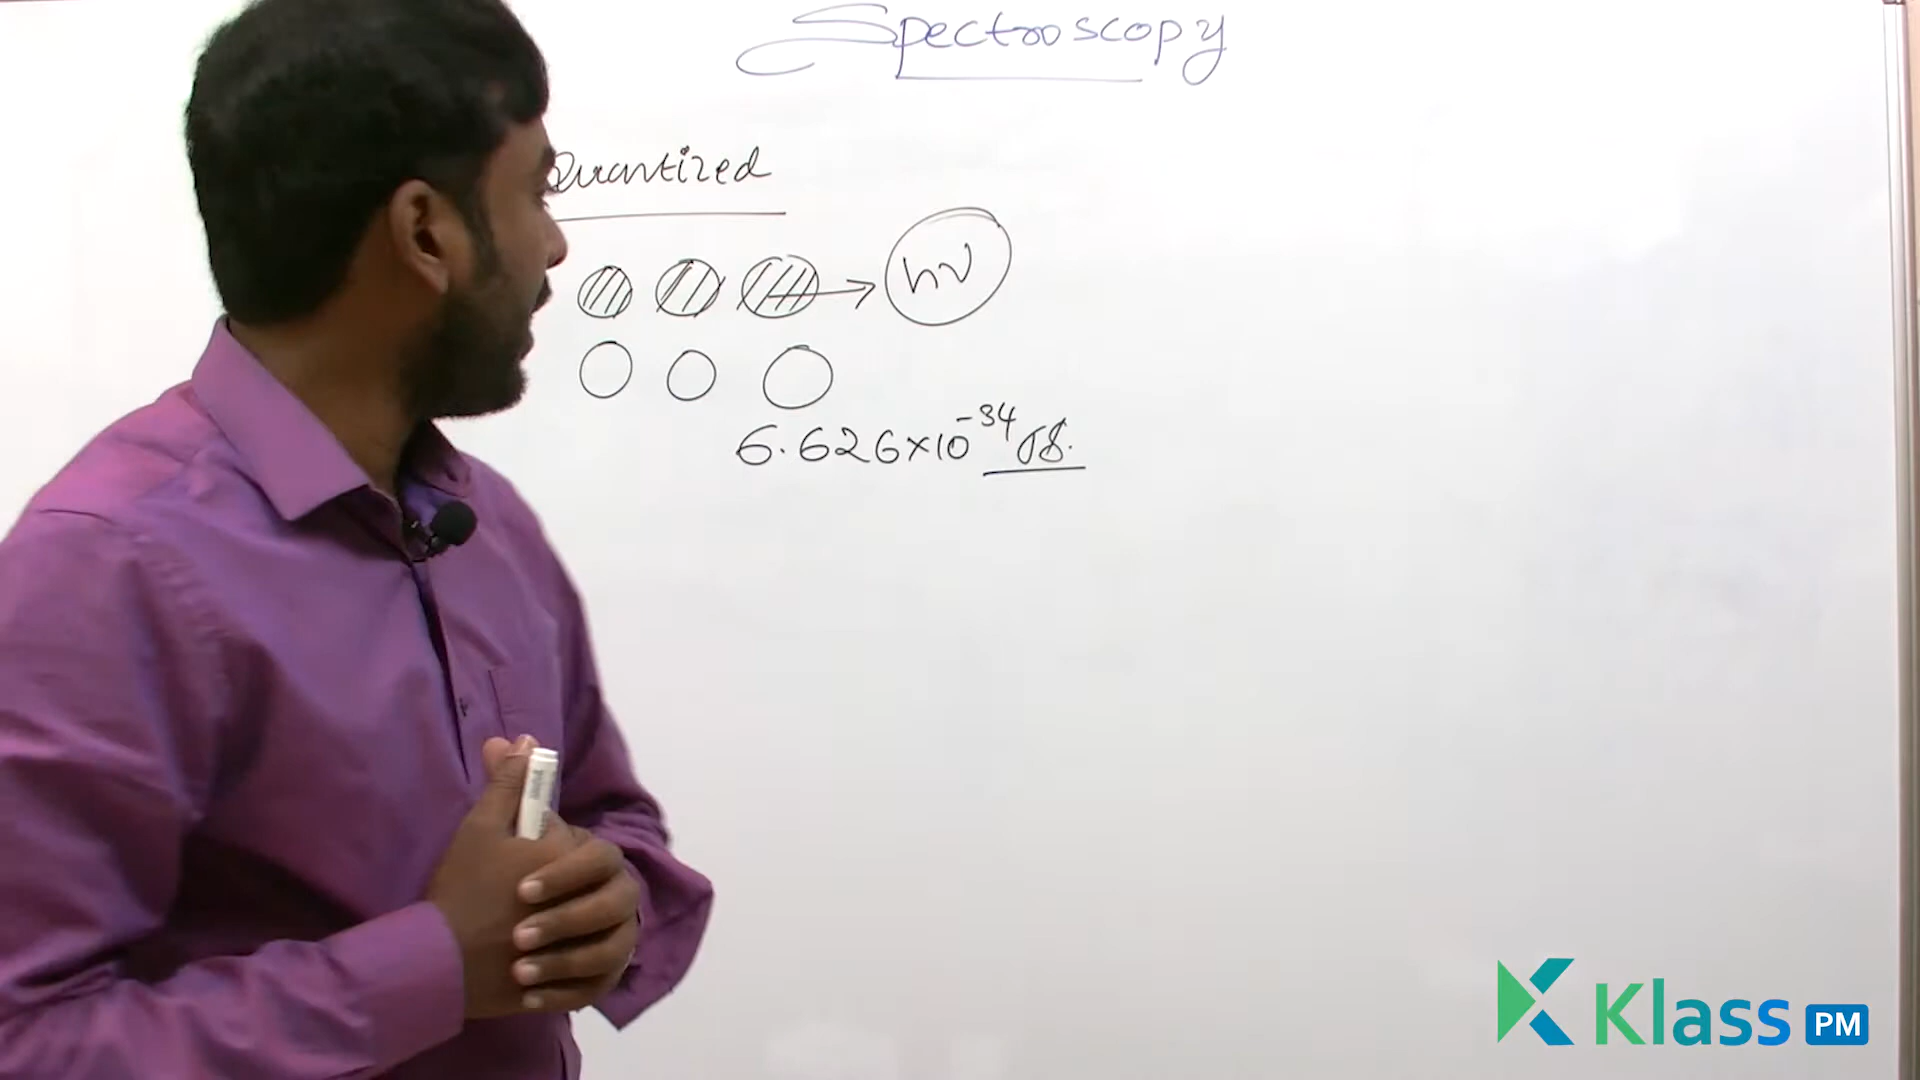 Spectroscopy
Quantized
hν
6.626×10⁻³⁴ JS.
Klass PM